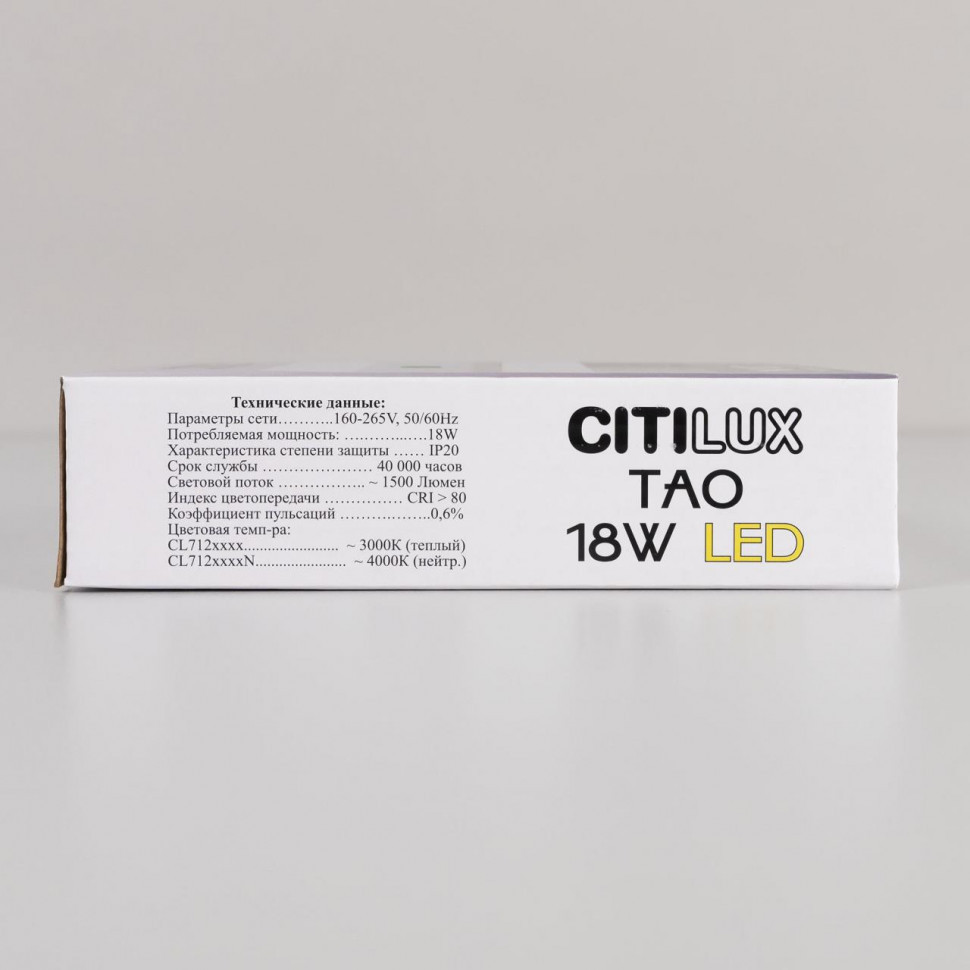 Технические данные:
Параметры сети..........160-265V, 50/60Hz
Потребляемая мощность: ..............18W
Характеристика степени защиты ...... IP20
Срок службы .................... 40 000 часов
Световой поток ................ ~ 1500 Люмен
Индекс цветопередачи .............. CRI > 80
Коэффициент пульсаций ................0,6%
Цветовая темп-ра:
CL712xxxx......................... ~ 3000K (теплый)
CL712xxxxN........................ ~ 4000K (нейтр.)
CITILUX
TAO
18W LED